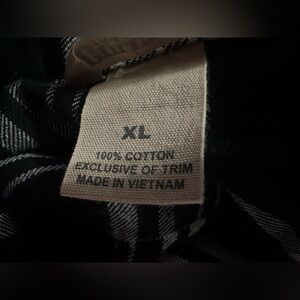 XL
100% COTTON
EXCLUSIVE OF TRIM
MADE IN VIETNAM